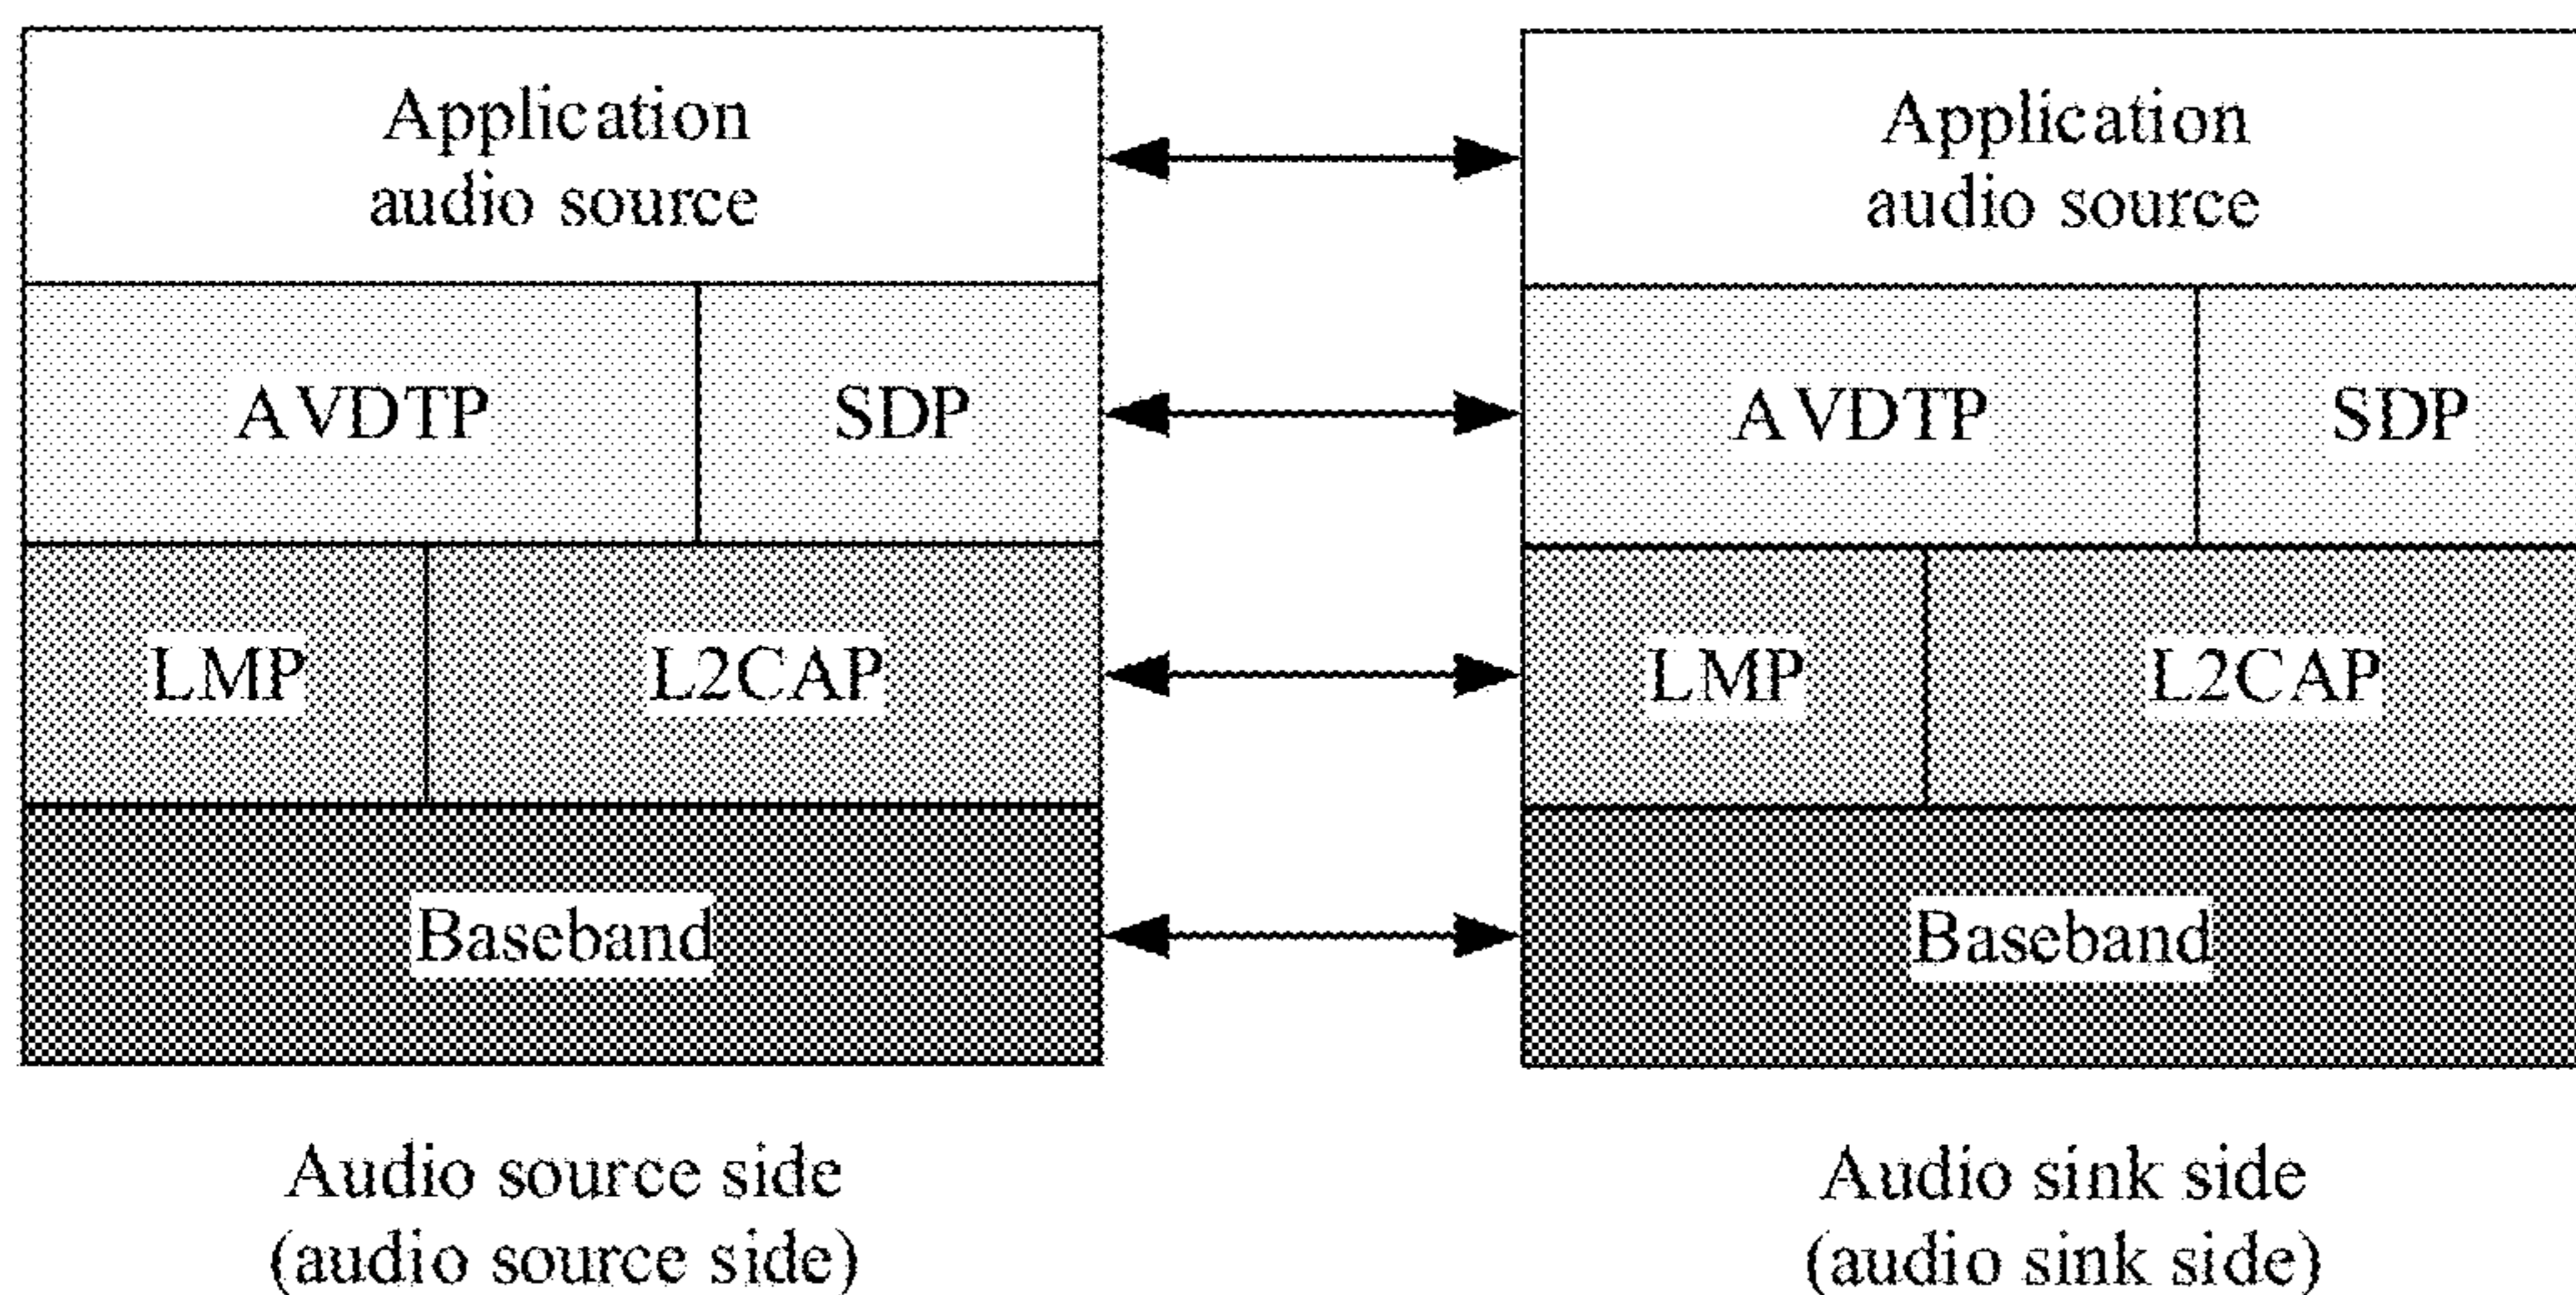 Application
audio source
AVDTP
SDP
LMP
L2CAP
Baseband
Audio source side
(audio source side)
Application
audio source
AVDTP
SDP
LMP
L2CAP
Baseband
Audio sink side
(audio sink side)